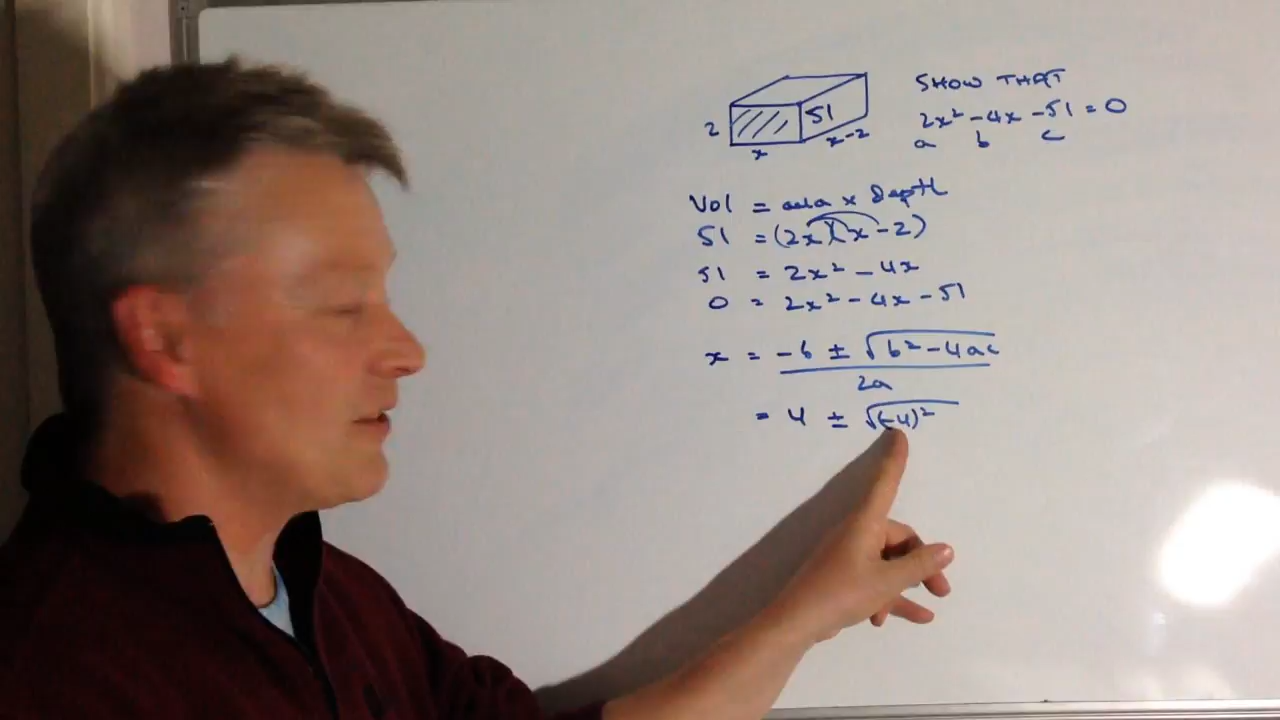 SHOW THAT
2x² - 4x - 51 = 0
a b c
2 51
x x-2
Vol = area x Depth
51 = (2x)(x - 2)
51 = 2x² - 4x
0 = 2x² - 4x - 51
x = -b ± √b² - 4ac
2a
= 4 ± √(-4)²